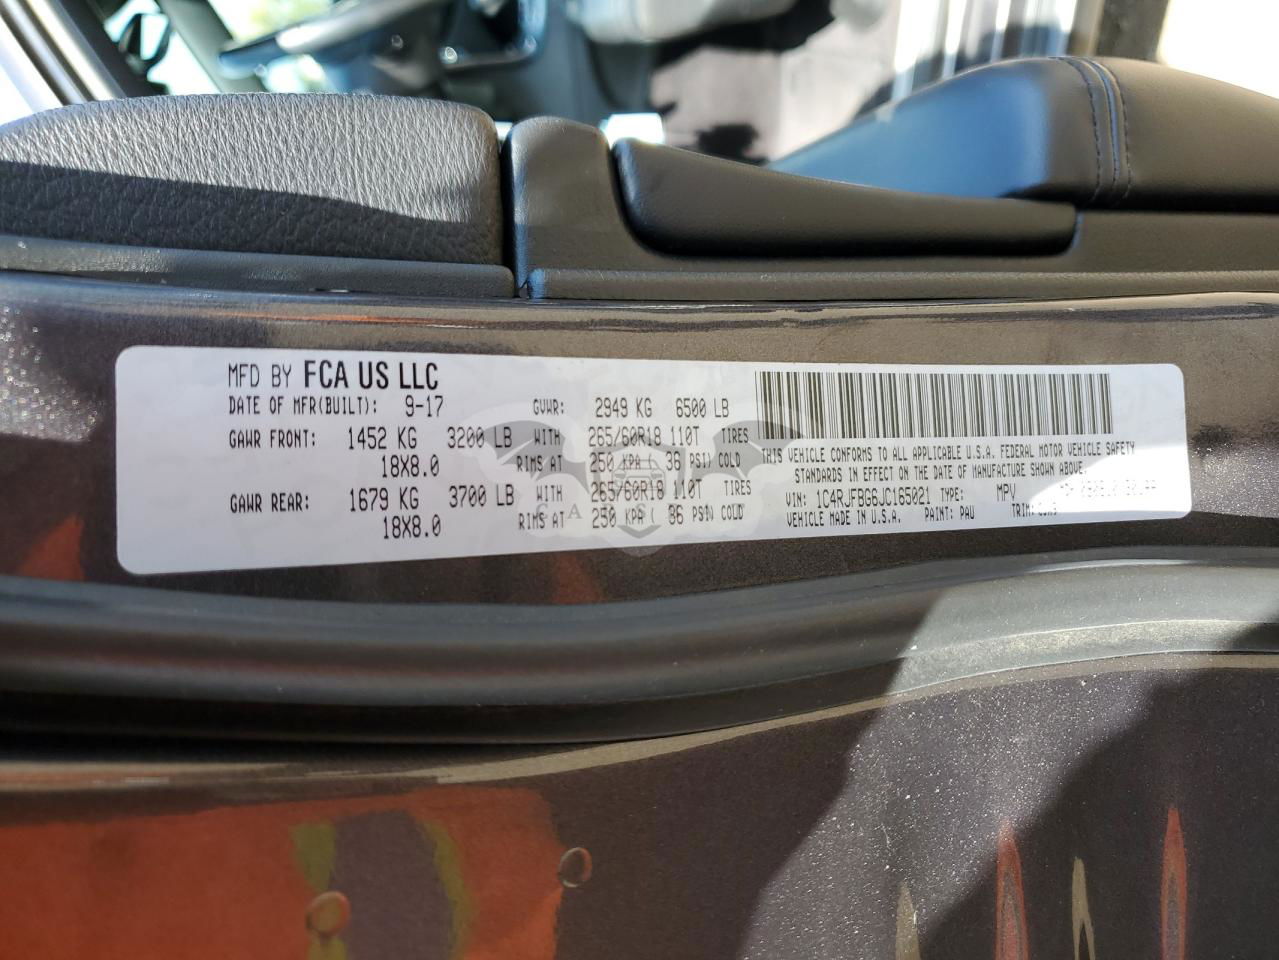 MFD BY FCA US LLC
DATE OF MFR(BUILT): 9-17 GVWR: 2949 KG 6500 LB
GAWR FRONT: 1452 KG 3200 LB WITH 265/60R18 110T TIRES
18X8.0 RIMS AT 250 KPA ( 36 PSI) COLD
GAWR REAR: 1679 KG 3700 LB WITH 265/60R18 110T TIRES
18X8.0 RIMS AT 250 KPA ( 36 PSI) COLD
THIS VEHICLE CONFORMS TO ALL APPLICABLE U.S.A. FEDERAL MOTOR VEHICLE SAFETY
STANDARDS IN EFFECT ON THE DATE OF MANUFACTURE SHOWN ABOVE.
VIN: 1C4RJFBG6JC165021 TYPE: MPV
VEHICLE MADE IN U.S.A. PAINT: PAU TRIM: